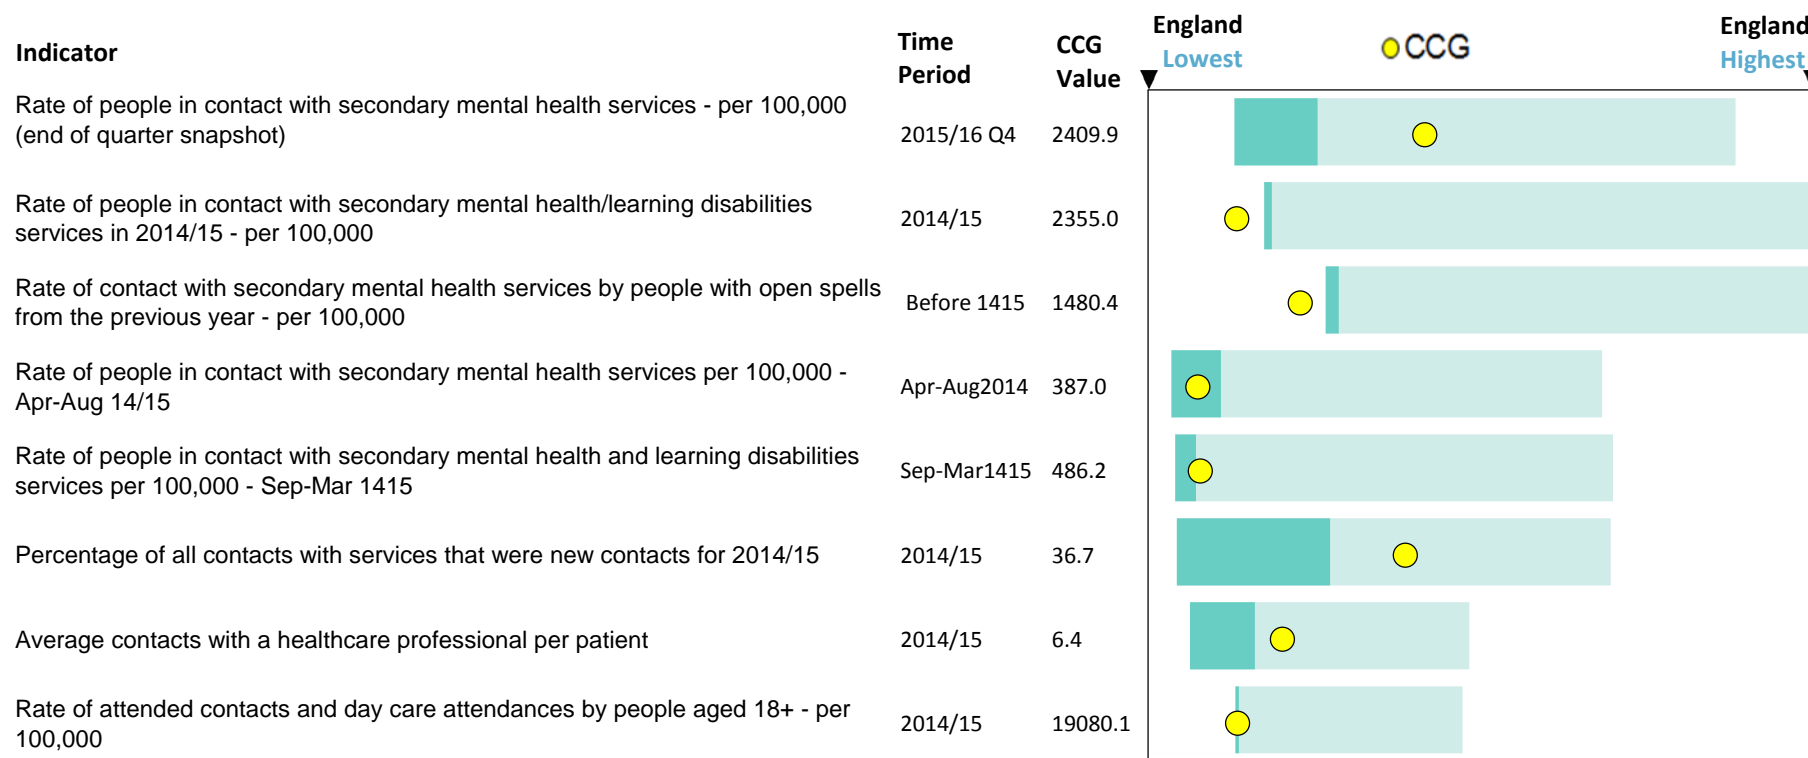 Indicator
Time Period
CCG Value
England Lowest
CCG
England Highest
Rate of people in contact with secondary mental health services - per 100,000
(end of quarter snapshot)
2015/16 Q4
2409.9
Rate of people in contact with secondary mental health/learning disabilities
services in 2014/15 - per 100,000
2014/15
2355.0
Rate of contact with secondary mental health services by people with open spells
from the previous year - per 100,000
Before 1415
1480.4
Rate of people in contact with secondary mental health services per 100,000 -
Apr-Aug 14/15
Apr-Aug2014
387.0
Rate of people in contact with secondary mental health and learning disabilities
services per 100,000 - Sep-Mar 1415
Sep-Mar1415
486.2
Percentage of all contacts with services that were new contacts for 2014/15
2014/15
36.7
Average contacts with a healthcare professional per patient
2014/15
6.4
Rate of attended contacts and day care attendances by people aged 18+ - per
100,000
2014/15
19080.1